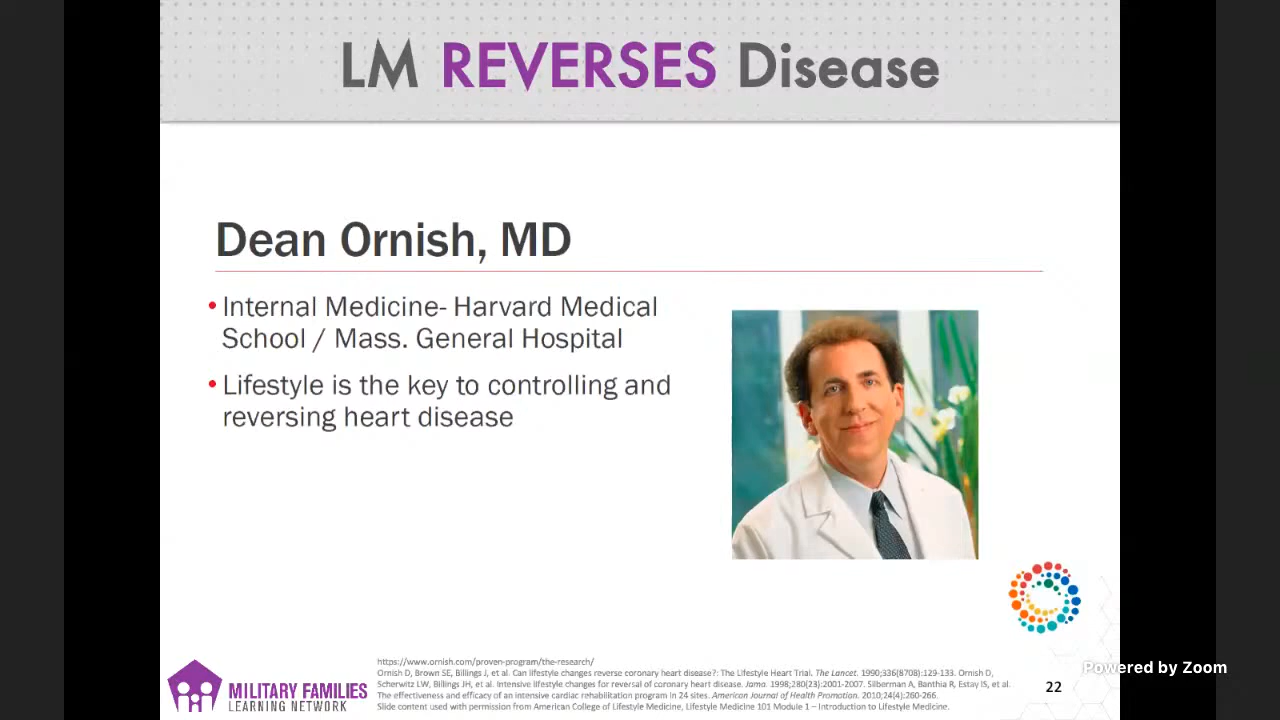 LM REVERSES Disease
Dean Ornish, MD
• Internal Medicine- Harvard Medical
School / Mass. General Hospital
• Lifestyle is the key to controlling and
reversing heart disease
https://www.ornish.com/proven-program/the-research/
Ornish D, Brown SE, Billings J, et al. Can lifestyle changes reverse coronary heart disease?: The Lifestyle Heart Trial. The Lancet. 1990;336(8708):129-133. Ornish D,
Scherwitz LW, Billings JH, et al. Intensive lifestyle changes for reversal of coronary heart disease. Jama. 1998;280(23):2001-2007. Silberman A, Banthia R, Estay IS, et al.
The effectiveness and efficacy of an intensive cardiac rehabilitation program in 24 sites. American Journal of Health Promotion. 2010;24(4):260-266.
Slide content used with permission from American College of Lifestyle Medicine, Lifestyle Medicine 101 Module 1 – Introduction to Lifestyle Medicine.
MILITARY FAMILIES
LEARNING NETWORK
22
Powered by Zoom